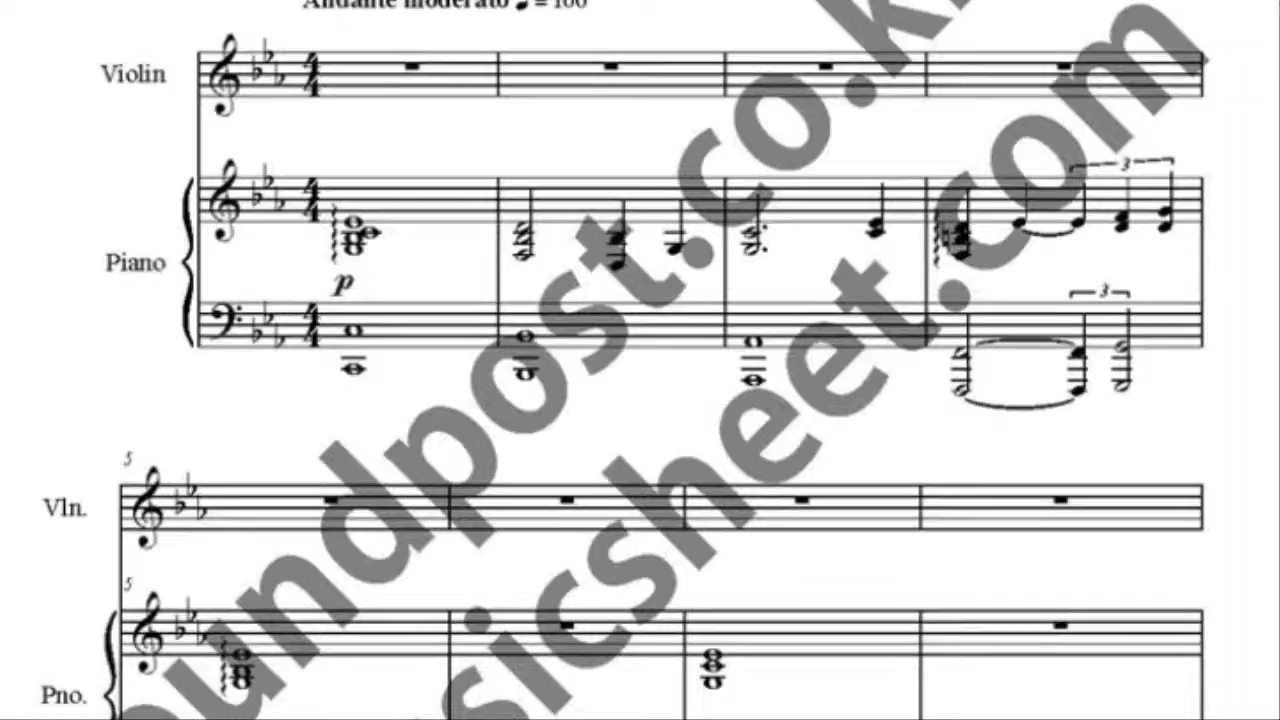 Andante moderato ♩ = 100
Violin
3
Piano
p
3
5
Vln.
5
Pno.
undpost.co.k
sicsheet.com